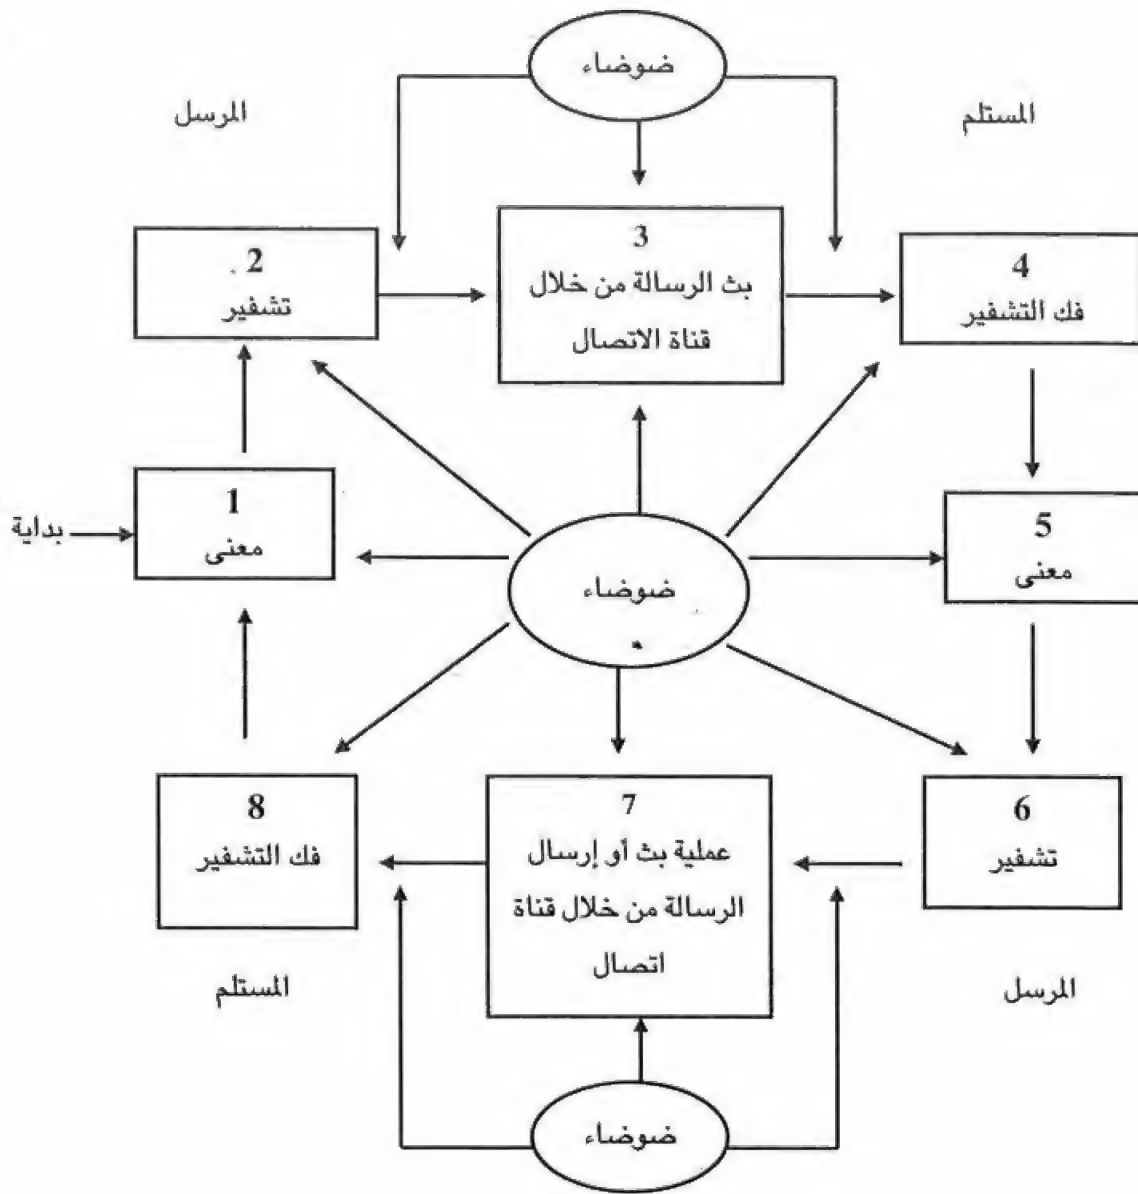 ضوضاء
المرسل
المستلم
2
تشفير
3
بث الرسالة من خلال
قناة الاتصال
4
فك التشفير
بداية
1
معنى
ضوضاء
5
معنى
8
فك التشفير
7
عملية بث أو إرسال
الرسالة من خلال قناة
اتصال
6
تشفير
المستلم
المرسل
ضوضاء